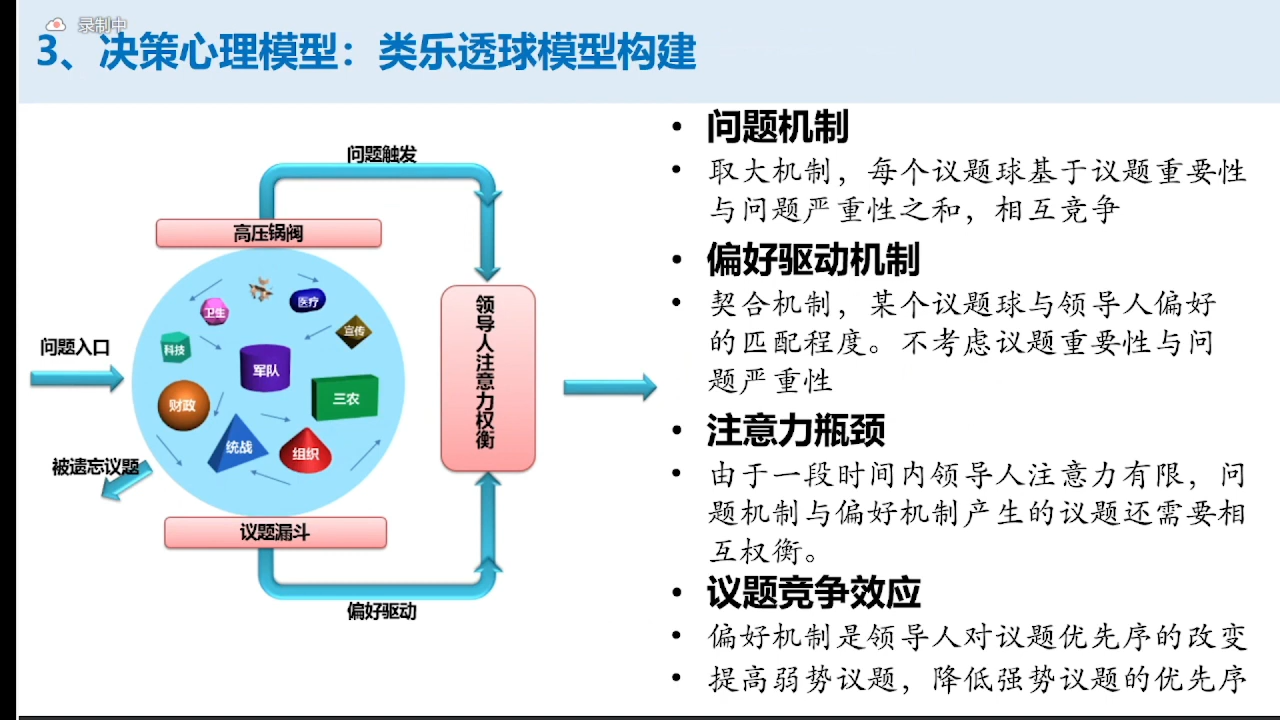 录制中
3、决策心理模型：类乐透球模型构建
问题触发
高压锅阀
医疗
卫生
宣传
科技
军队
三农
财政
统战
组织
问题入口
被遗忘议题
议题漏斗
偏好驱动
领导人注意力权衡
• 问题机制
• 取大机制，每个议题球基于议题重要性
与问题严重性之和，相互竞争
• 偏好驱动机制
• 契合机制，某个议题球与领导人偏好
的匹配程度。不考虑议题重要性与问
题严重性
• 注意力瓶颈
• 由于一段时间内领导人注意力有限，问
题机制与偏好机制产生的议题还需要相
互权衡。
• 议题竞争效应
• 偏好机制是领导人对议题优先序的改变
• 提高弱势议题，降低强势议题的优先序